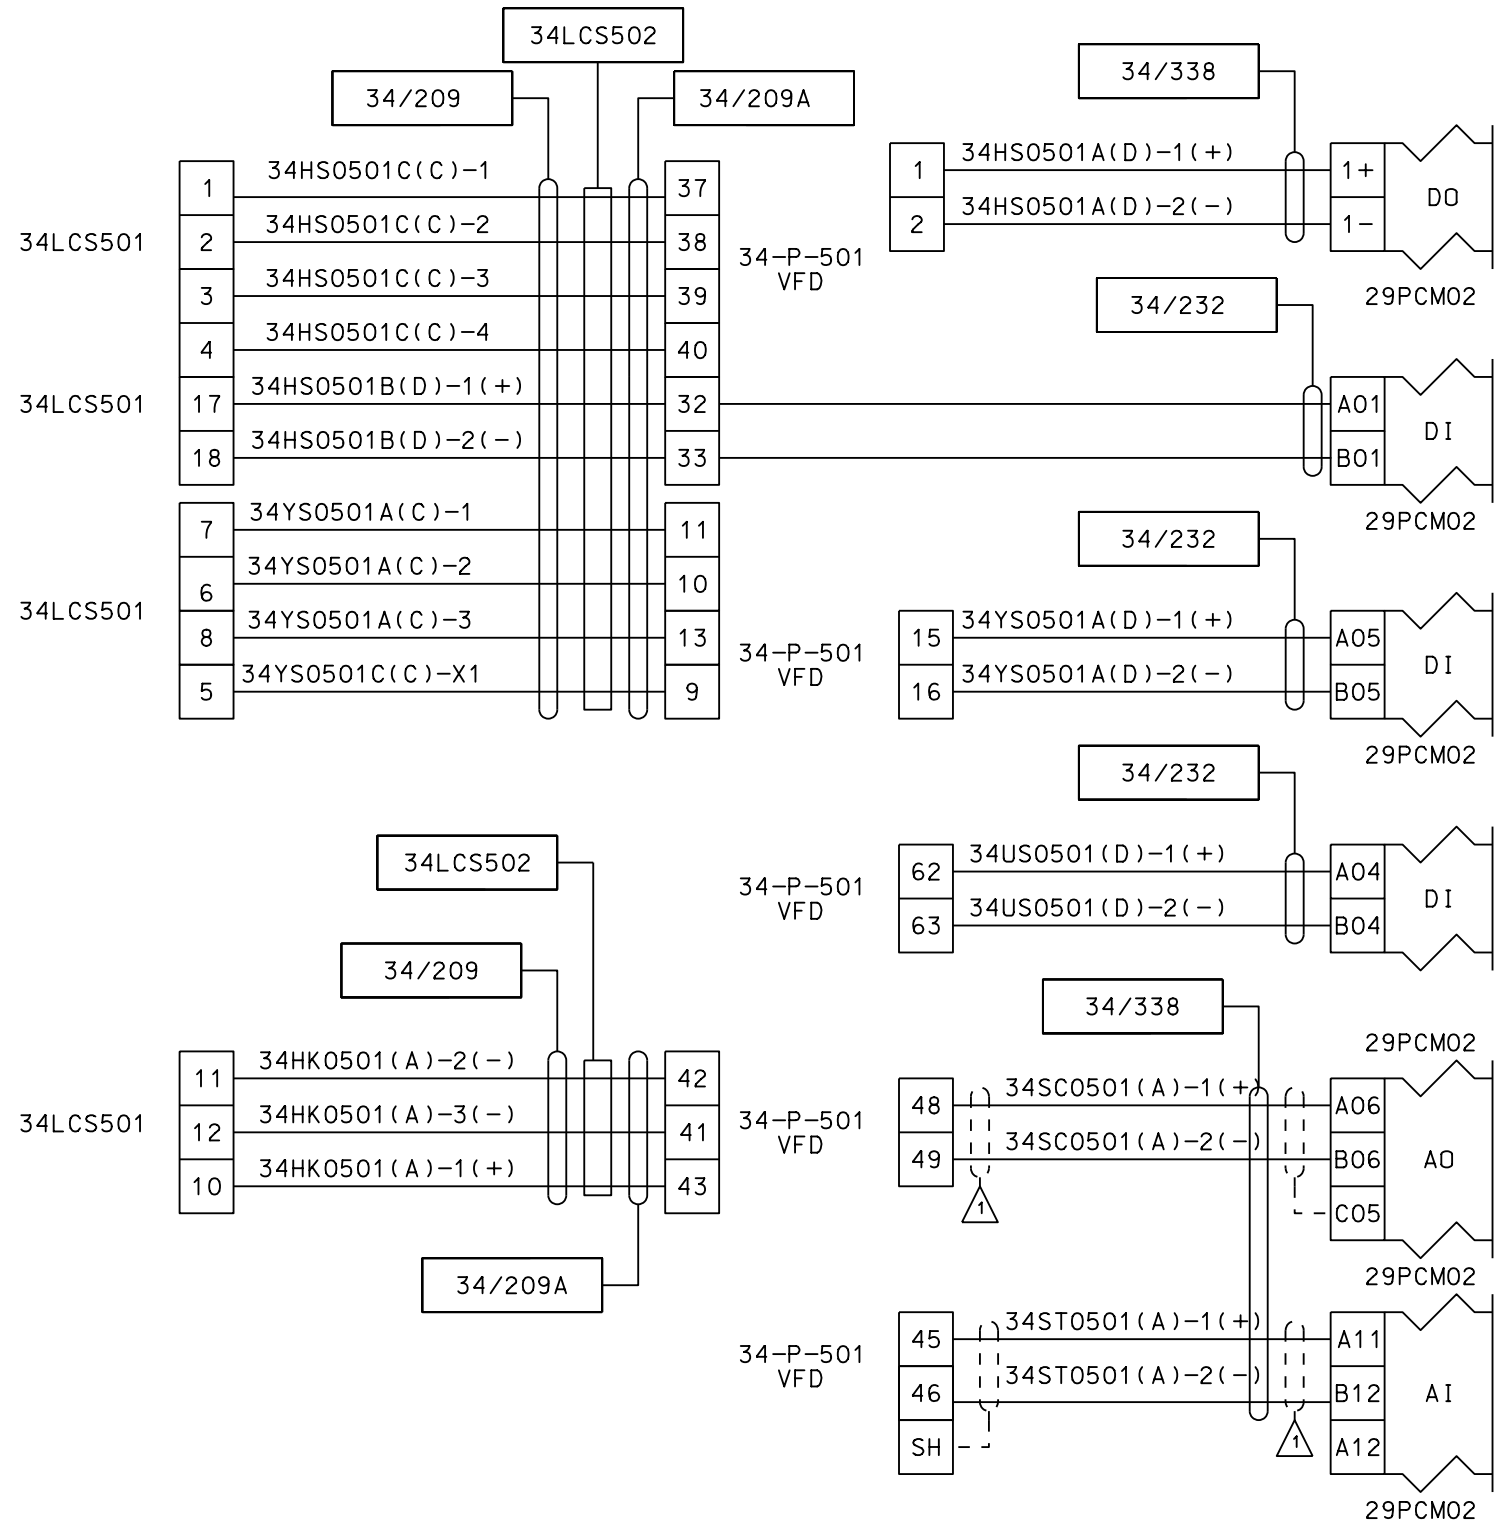 34LCS502
34/209
34/209A
34LCS501
1
34HS0501C(C)-1
37
2
34HS0501C(C)-2
38
3
34HS0501C(C)-3
39
4
34HS0501C(C)-4
40
34LCS501
17
34HS0501B(D)-1(+)
32
18
34HS0501B(D)-2(-)
33
34LCS501
7
34YS0501A(C)-1
11
6
34YS0501A(C)-2
10
8
34YS0501A(C)-3
13
5
34YS0501C(C)-X1
9
34LCS502
34/209
34LCS501
11
34HK0501(A)-2(-)
42
12
34HK0501(A)-3(-)
41
10
34HK0501(A)-1(+)
43
34/209A
34/338
34-P-501
VFD
1
34HS0501A(D)-1(+)
1+
2
34HS0501A(D)-2(-)
1-
DO
29PCM02
34/232
A01
B01
DI
29PCM02
34/232
34-P-501
VFD
15
34YS0501A(D)-1(+)
A05
16
34YS0501A(D)-2(-)
B05
DI
29PCM02
34/232
34-P-501
VFD
62
34US0501(D)-1(+)
A04
63
34US0501(D)-2(-)
B04
DI
34/338
29PCM02
34-P-501
VFD
48
34SC0501(A)-1(+)
A06
49
34SC0501(A)-2(-)
B06
AO
1
C05
29PCM02
34-P-501
VFD
45
34ST0501(A)-1(+)
A11
46
34ST0501(A)-2(-)
B12
AI
SH
1
A12
29PCM02